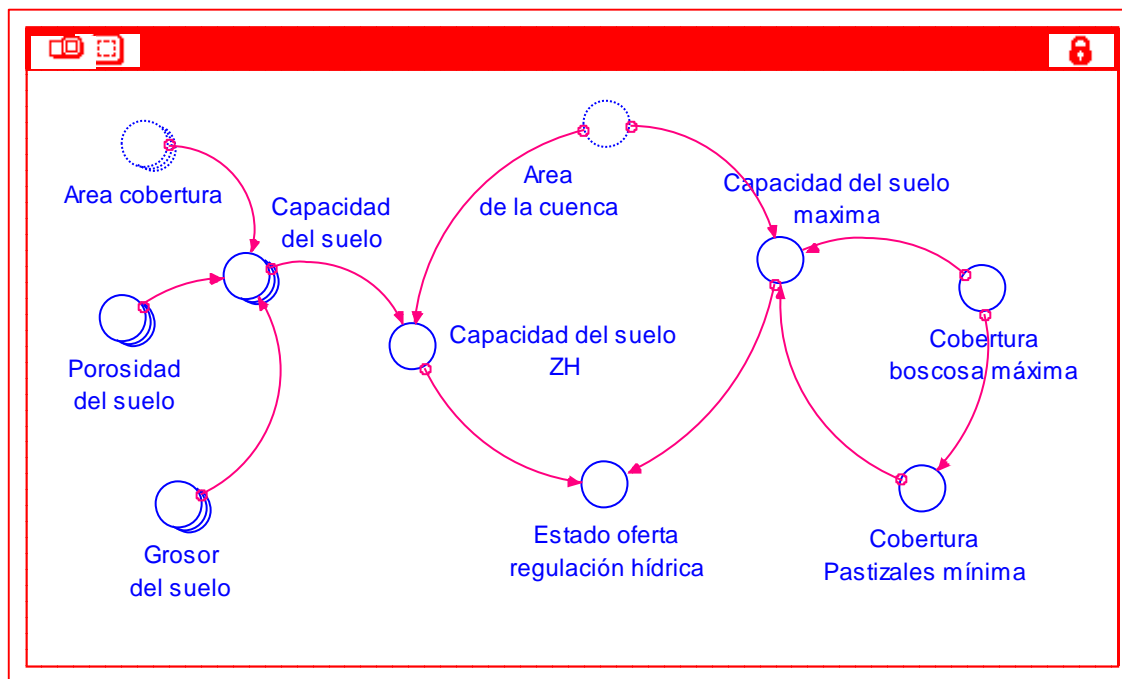 Area cobertura
Capacidad
del suelo
Area
de la cuenca
Capacidad del suelo
maxima
Porosidad
del suelo
Capacidad del suelo
ZH
Cobertura
boscosa máxima
Grosor
del suelo
Estado oferta
regulación hídrica
Cobertura
Pastizales mínima